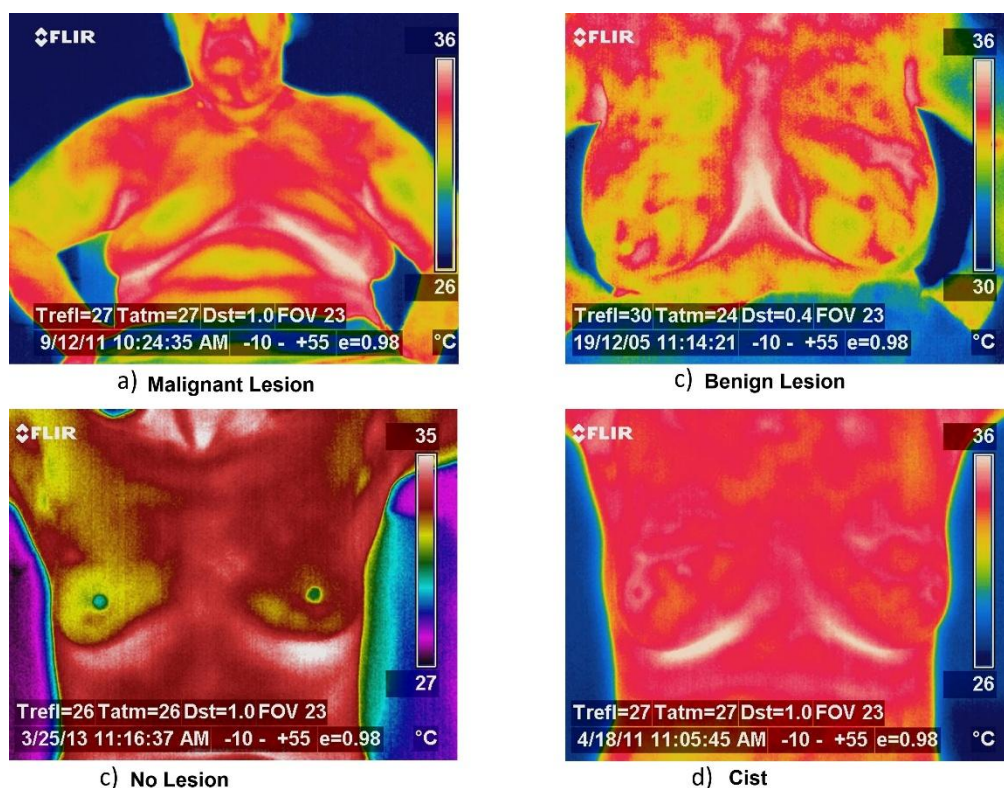 FLIR
36
26
Trefl=27 Tatm=27 Dst=1.0 FOV 23
9/12/11 10:24:35 AM -10 - +55 e=0.98 °C
a) Malignant Lesion
FLIR
36
30
Trefl=30 Tatm=24 Dst=0.4 FOV 23
19/12/05 11:14:21 -10 - +55 e=0.98 °C
c) Benign Lesion
FLIR
35
27
Trefl=26 Tatm=26 Dst=1.0 FOV 23
3/25/13 11:16:37 AM -10 - +55 e=0.98 °C
c) No Lesion
FLIR
36
26
Trefl=27 Tatm=27 Dst=1.0 FOV 23
4/18/11 11:05:45 AM -10 - +55 e=0.98 °C
d) Cist